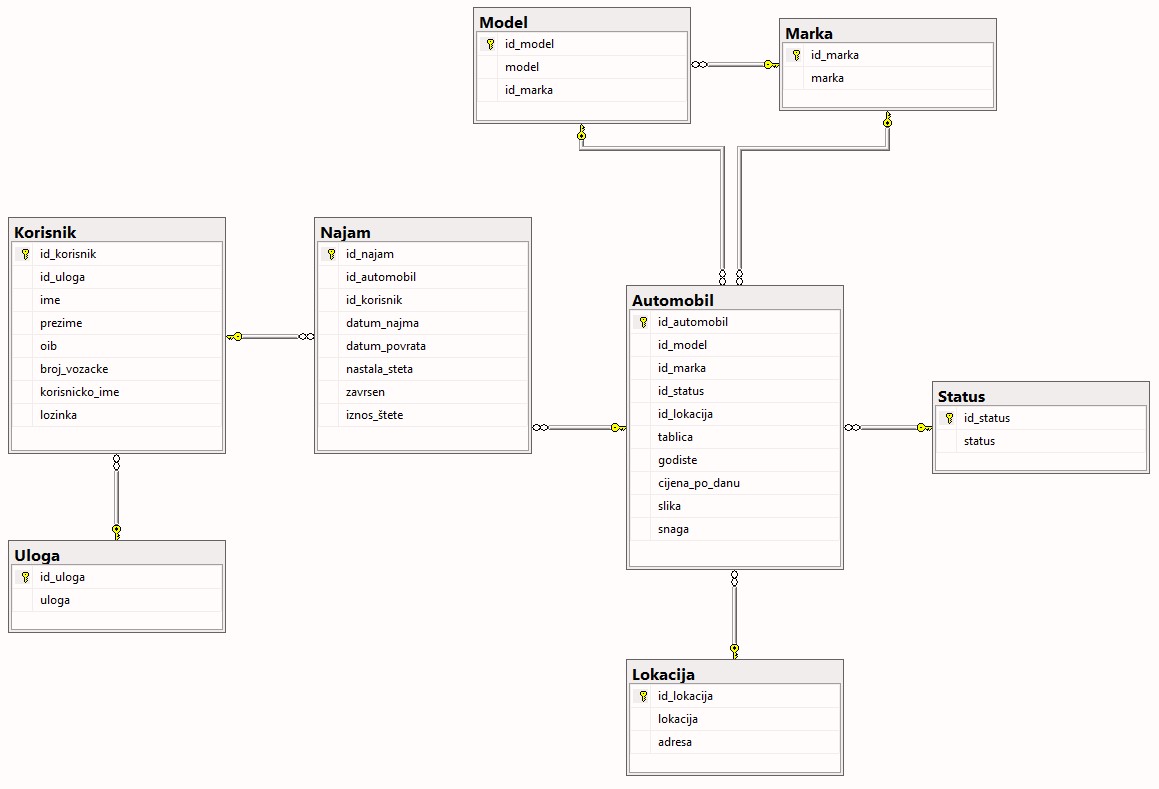 Model
id_model
model
id_marka
Marka
id_marka
marka
Korisnik
id_korisnik
id_uloga
ime
prezime
oib
broj_vozacke
korisnicko_ime
lozinka
Najam
id_najam
id_automobil
id_korisnik
datum_najma
datum_povrata
nastala_steta
zavrsen
iznos_štete
Automobil
id_automobil
id_model
id_marka
id_status
id_lokacija
tablica
godiste
cijena_po_danu
slika
snaga
Status
id_status
status
Uloga
id_uloga
uloga
Lokacija
id_lokacija
lokacija
adresa